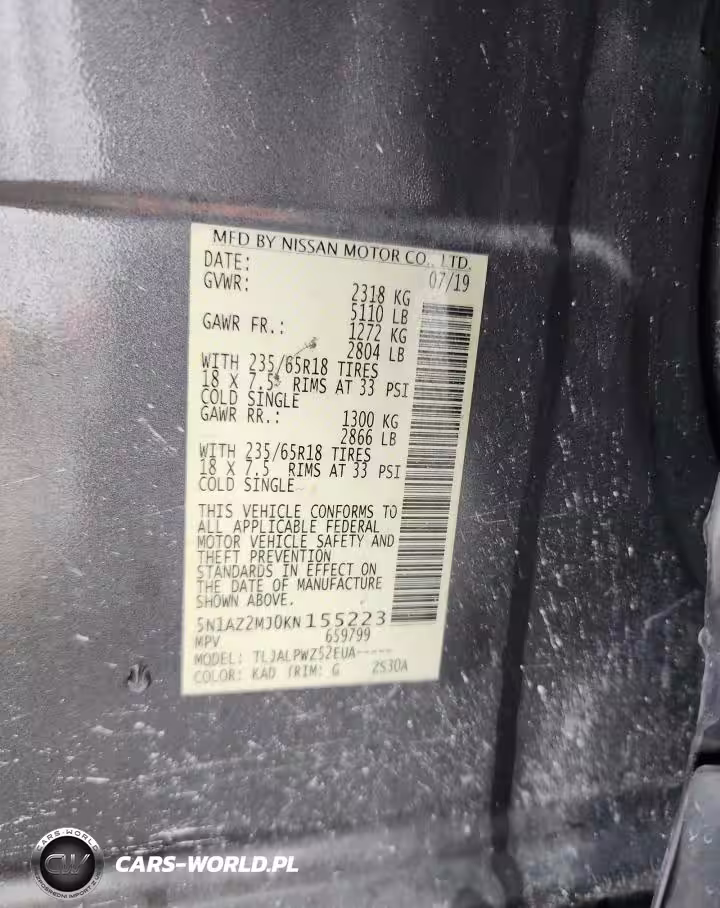 MFD BY NISSAN MOTOR CO., LTD.
DATE: 07/19
GVWR: 2318 KG
5110 LB
GAWR FR.: 1272 KG
2804 LB
WITH 235/65R18 TIRES
18 X 7.5 RIMS AT 33 PSI
COLD SINGLE
GAWR RR.: 1300 KG
2866 LB
WITH 235/65R18 TIRES
18 X 7.5 RIMS AT 33 PSI
COLD SINGLE
THIS VEHICLE CONFORMS TO
ALL APPLICABLE FEDERAL
MOTOR VEHICLE SAFETY AND
THEFT PREVENTION
STANDARDS IN EFFECT ON
THE DATE OF MANUFACTURE
SHOWN ABOVE.
5N1AZ2MJ0KN155223
MPV 659799
MODEL: TLJALPWZ52EUA-----
COLOR: KAD TRIM: G 2S30A
CARS-WORLD
CW
CARS-WORLD.PL